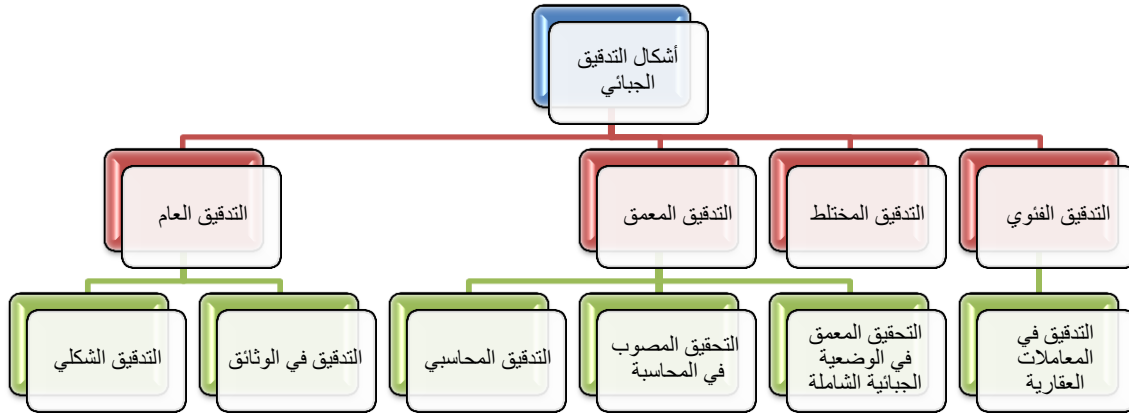 أشكال التدقيق
الجبائي
التدقيق الفئوي
التدقيق المختلط
التدقيق المعمق
التدقيق العام
التدقيق في
المعاملات
العقارية
التحقيق المعمق
في الوضعية
الجبائية الشاملة
التحقيق المصوب
في المحاسبة
التدقيق المحاسبي
التدقيق في الوثائق
التدقيق الشكلي